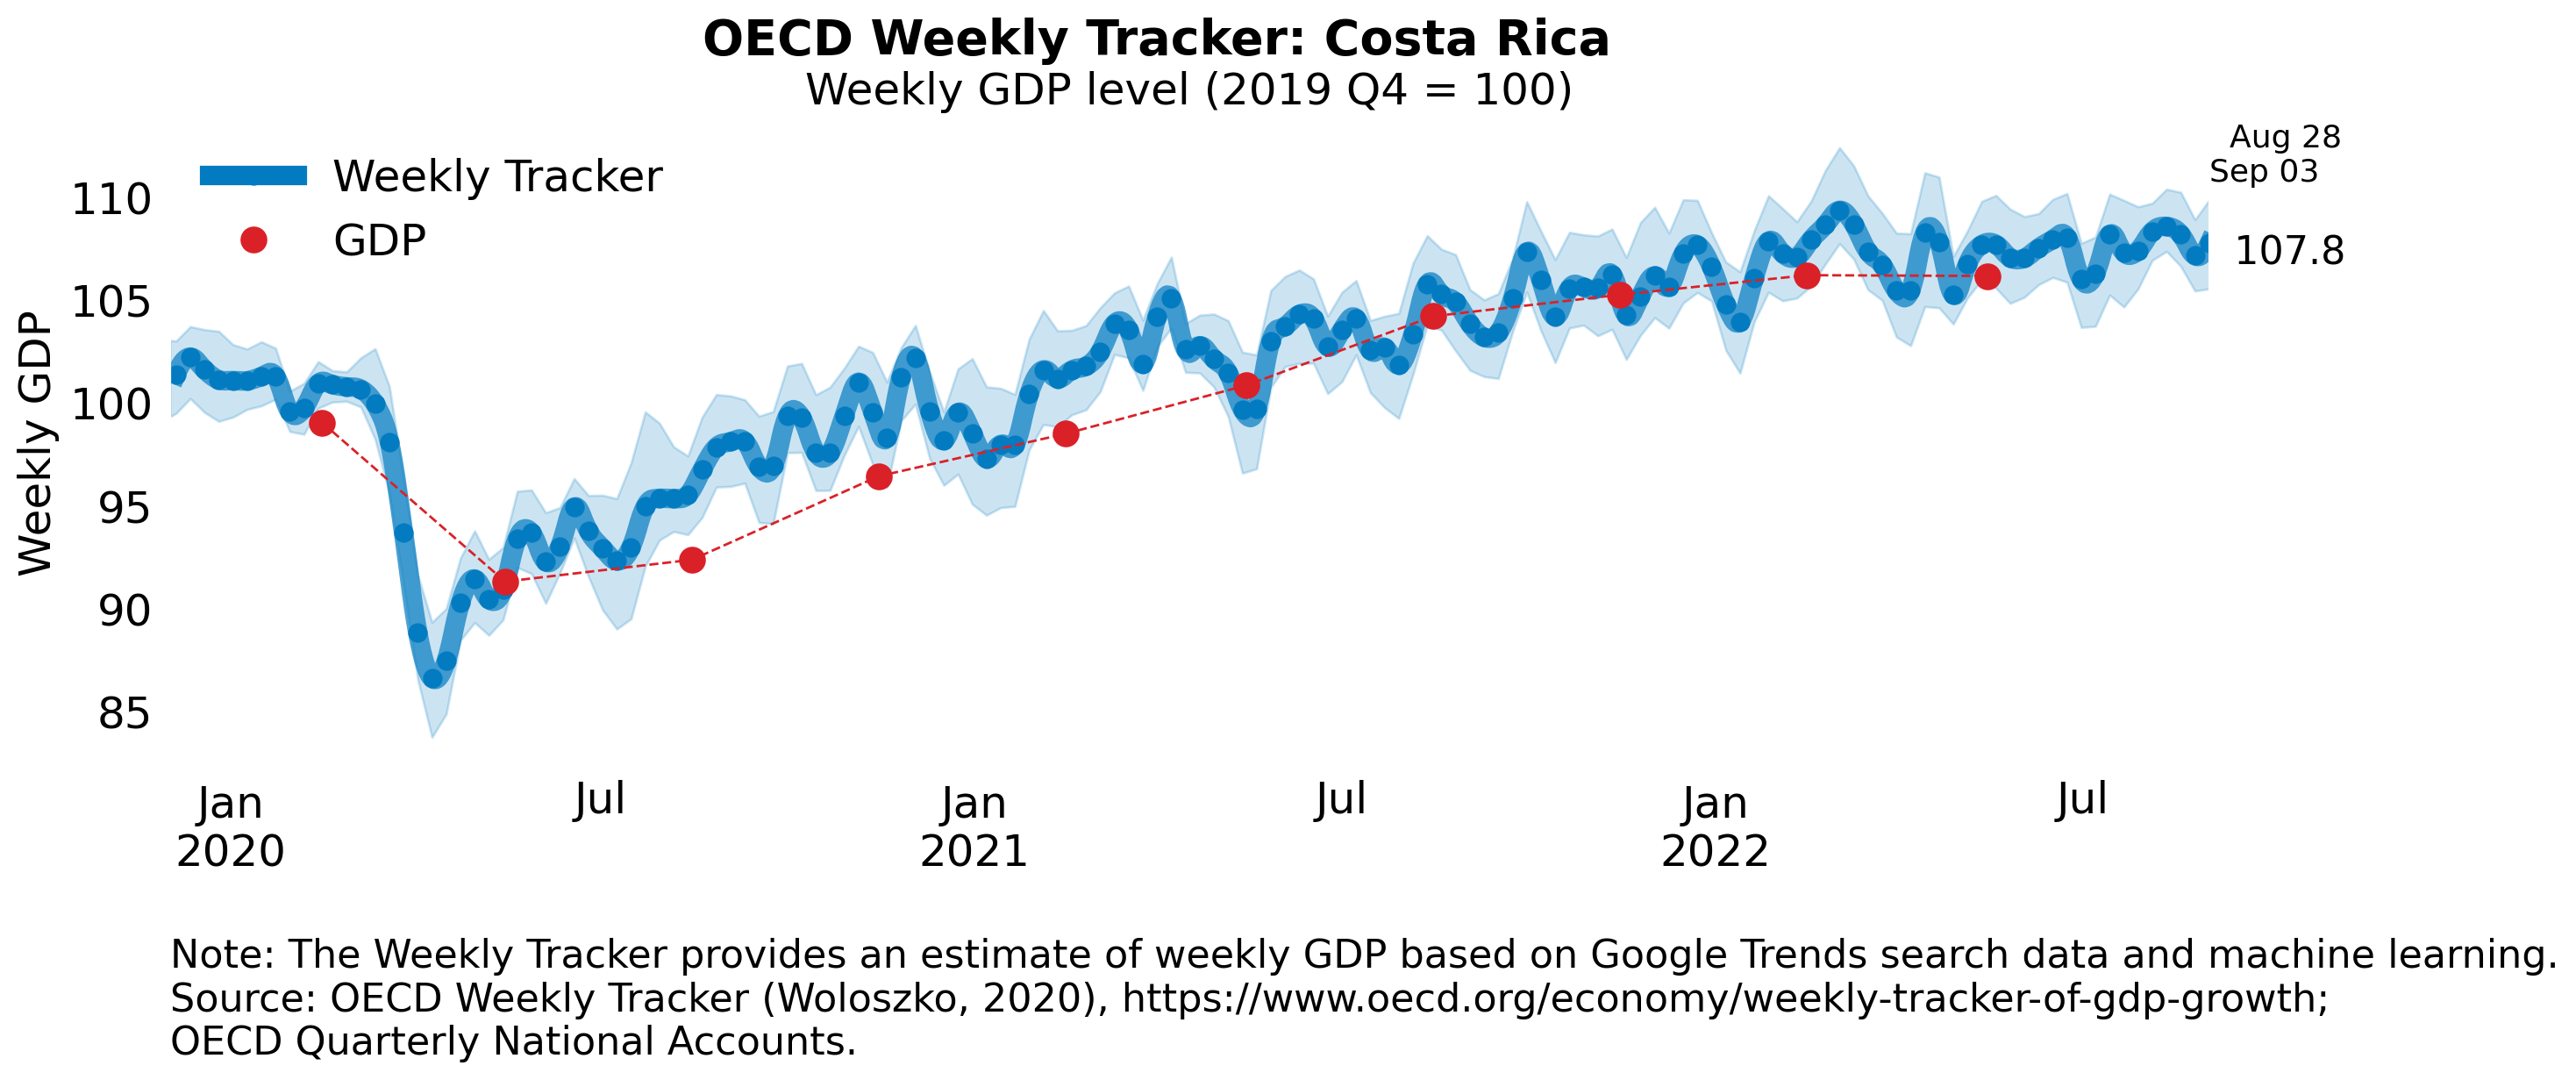 OECD Weekly Tracker: Costa Rica
Weekly GDP level (2019 Q4 = 100)
Weekly Tracker
GDP
Aug 28
Sep 03
107.8
Weekly GDP
110
105
100
95
90
85
Jan
2020
Jul
Jan
2021
Jul
Jan
2022
Jul
Note: The Weekly Tracker provides an estimate of weekly GDP based on Google Trends search data and machine learning.
Source: OECD Weekly Tracker (Woloszko, 2020), https://www.oecd.org/economy/weekly-tracker-of-gdp-growth;
OECD Quarterly National Accounts.